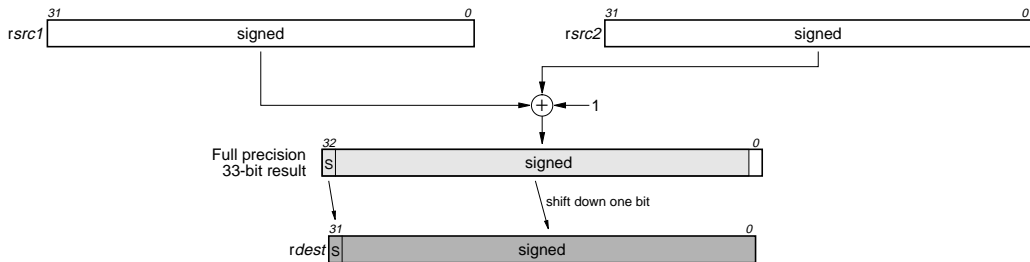 31 0 31 0
rsrc1 signed rsrc2 signed
+ 1
32 0
Full precision
33-bit result S signed
shift down one bit
31 0
rdest S signed